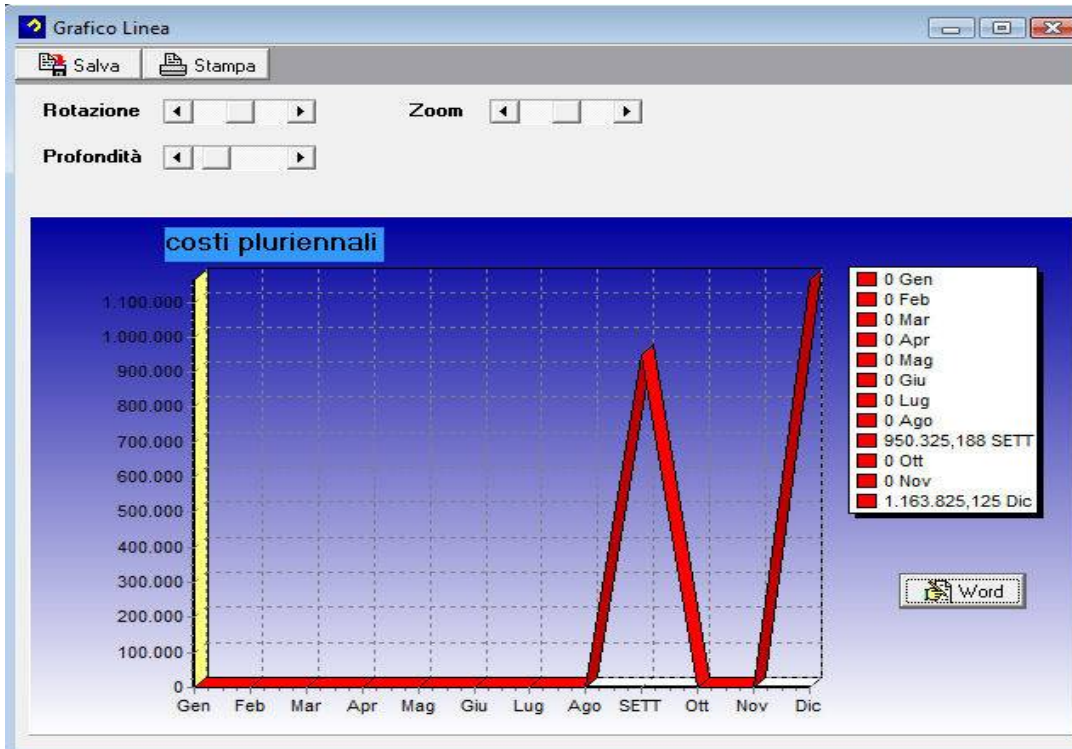 Grafico Linea
Salva Stampa
Rotazione Zoom
Profondità
costi pluriennali
1.100.000
1.000.000
900.000
800.000
700.000
600.000
500.000
400.000
300.000
200.000
100.000
0
Gen Feb Mar Apr Mag Giu Lug Ago SETT Ott Nov Dic
0 Gen
0 Feb
0 Mar
0 Apr
0 Mag
0 Giu
0 Lug
0 Ago
950.325,188 SETT
0 Ott
0 Nov
1.163.825,125 Dic
Word